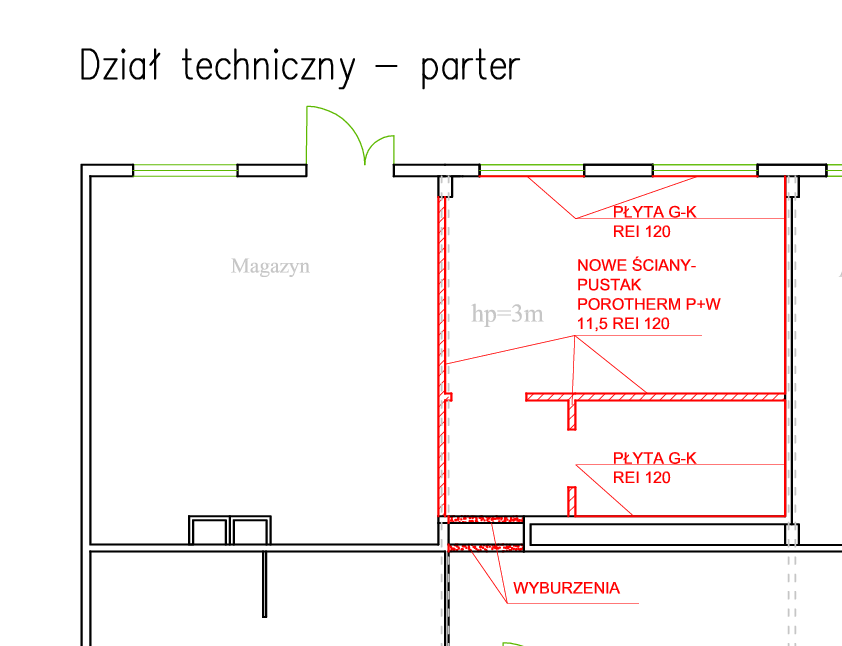 Dział techniczny – parter
PŁYTA G-K
REI 120
Magazyn
NOWE ŚCIANY-
PUSTAK
POROTHERM P+W
11,5 REI 120
hp=3m
PŁYTA G-K
REI 120
WYBURZENIA